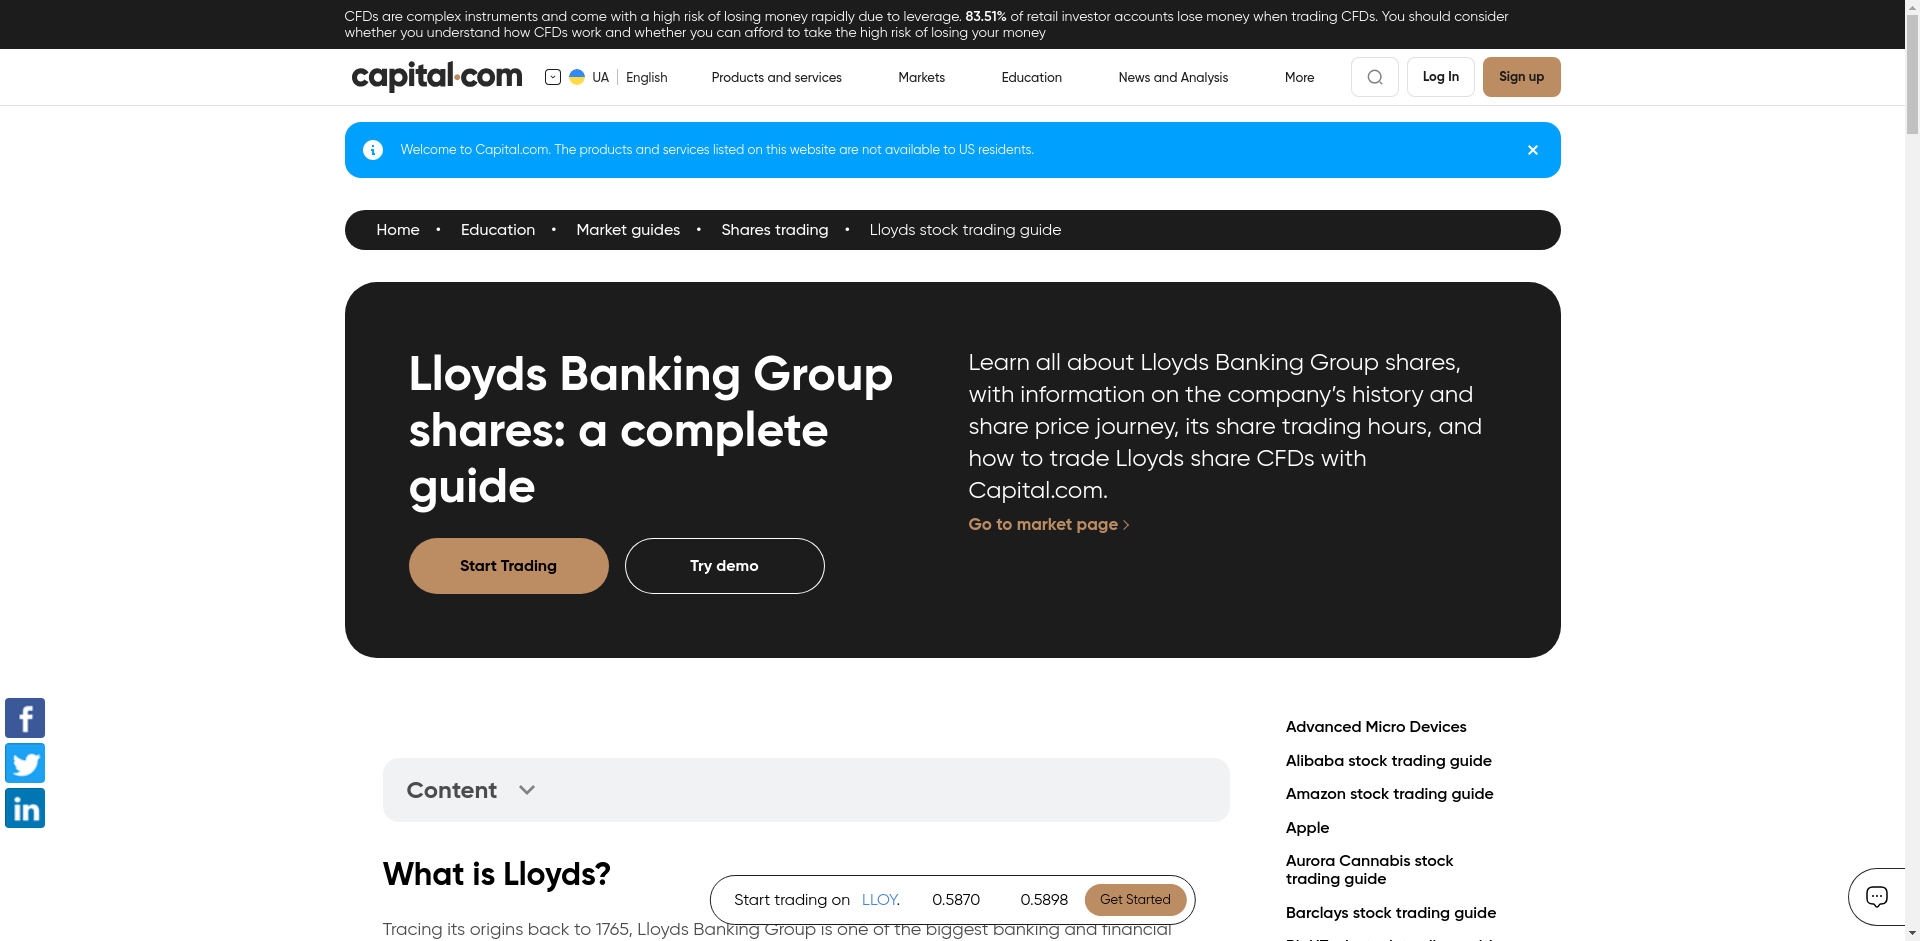 CFDs are complex instruments and come with a high risk of losing money rapidly due to leverage. 83.51% of retail investor accounts lose money when trading CFDs. You should consider
whether you understand how CFDs work and whether you can afford to take the high risk of losing your money
capital.com
UA English
Products and services
Markets
Education
News and Analysis
More
Log In
Sign up
Welcome to Capital.com. The products and services listed on this website are not available to US residents.
Home • Education • Market guides • Shares trading • Lloyds stock trading guide
Lloyds Banking Group
shares: a complete
guide
Start Trading
Try demo
Learn all about Lloyds Banking Group shares,
with information on the company’s history and
share price journey, its share trading hours, and
how to trade Lloyds share CFDs with
Capital.com.
Go to market page
Content
What is Lloyds?
Tracing its origins back to 1765, Lloyds Banking Group is one of the biggest banking and financial
Start trading on LLOY. 0.5870 0.5898 Get Started
Advanced Micro Devices
Alibaba stock trading guide
Amazon stock trading guide
Apple
Aurora Cannabis stock
trading guide
Barclays stock trading guide